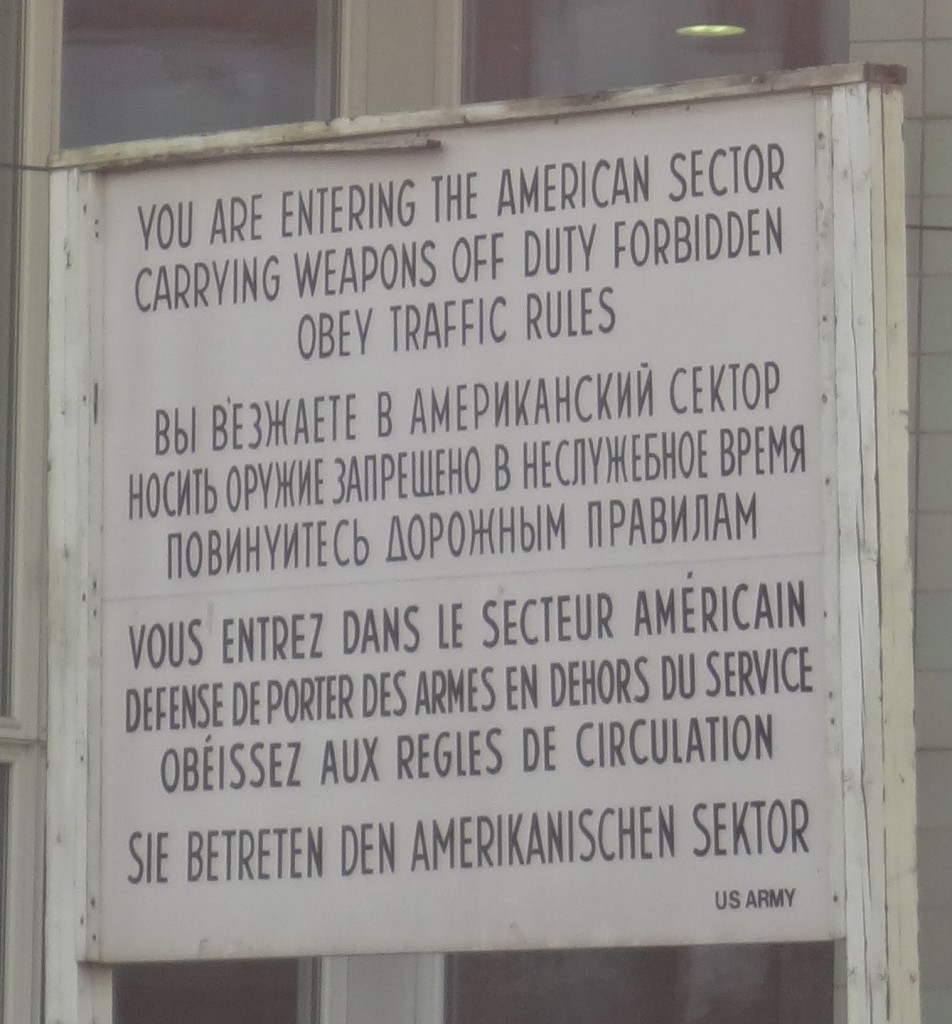 YOU ARE ENTERING THE AMERICAN SECTOR
CARRYING WEAPONS OFF DUTY FORBIDDEN
OBEY TRAFFIC RULES
ВЫ В'ЕЗЖАЕТЕ В АМЕРИКАНСКИЙ СЕКТОР
НОСИТЬ ОРУЖИЕ ЗАПРЕЩЕНО В НЕСЛУЖЕБНОЕ ВРЕМЯ
ПОВИНУИТЕСЬ ДОРОЖНЫМ ПРАВИЛАМ
VOUS ENTREZ DANS LE SECTEUR AMÉRICAIN
DEFENSE DE PORTER DES ARMES EN DEHORS DU SERVICE
OBÉISSEZ AUX REGLES DE CIRCULATION
SIE BETRETEN DEN AMERIKANISCHEN SEKTOR
US ARMY